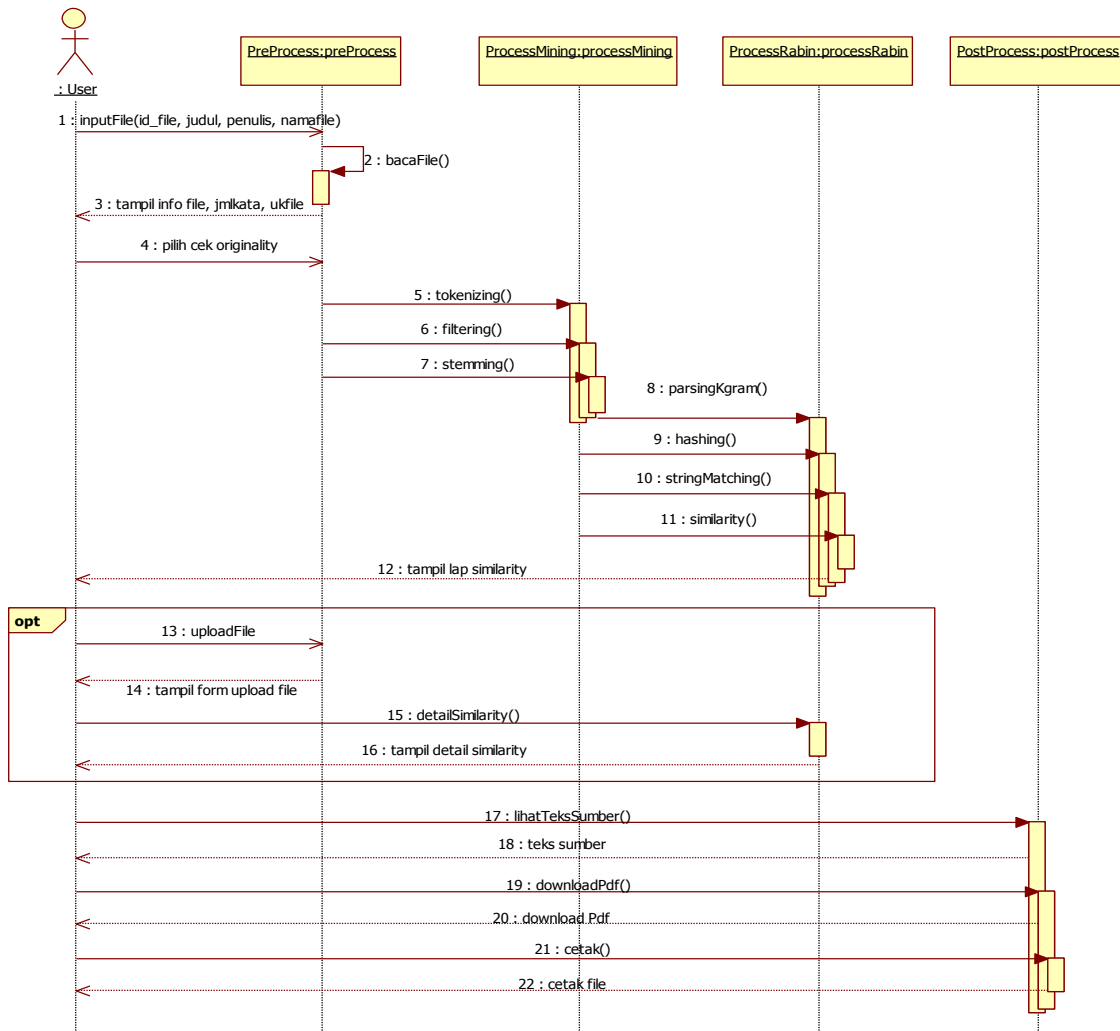 PreProcess:preProcess
ProcessMining:processMining
ProcessRabin:processRabin
PostProcess:postProcess
: User
1 : inputFile(id_file, judul, penulis, namafile)
2 : bacaFile()
3 : tampil info file, jmlkata, ukfile
4 : pilih cek originality
5 : tokenizing()
6 : filtering()
7 : stemming()
8 : parsingKgram()
9 : hashing()
10 : stringMatching()
11 : similarity()
12 : tampil lap similarity
opt
13 : uploadFile
14 : tampil form upload file
15 : detailSimilarity()
16 : tampil detail similarity
17 : lihatTeksSumber()
18 : teks sumber
19 : downloadPdf()
20 : download Pdf
21 : cetak()
22 : cetak file